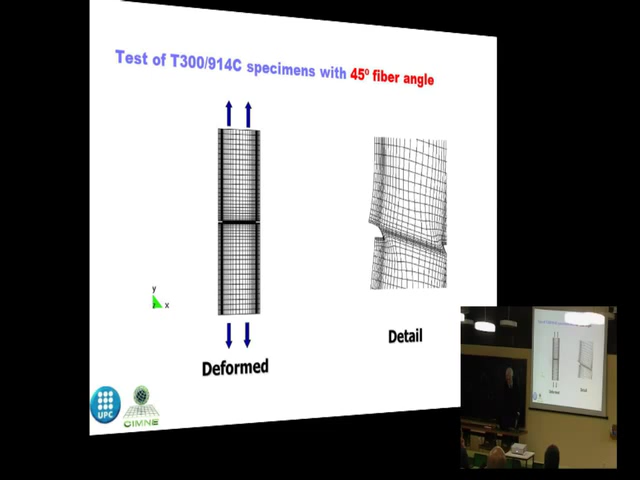 Test of T300/914C specimens with 45º fiber angle
y
x
Deformed
Detail
UPC
CIMNE